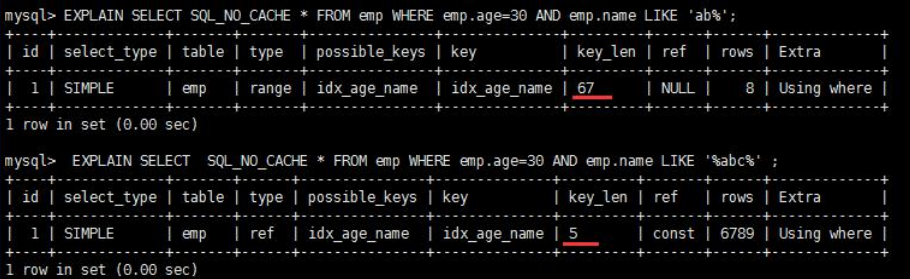 mysql> EXPLAIN SELECT SQL_NO_CACHE * FROM emp WHERE emp.age=30 AND emp.name LIKE 'ab%';
+----+-------------+-------+-------+---------------+--------------+---------+------+------+-------------+
| id | select_type | table | type | possible_keys | key | key_len | ref | rows | Extra |
+----+-------------+-------+-------+---------------+--------------+---------+------+------+-------------+
| 1 | SIMPLE | emp | range | idx_age_name | idx_age_name | 67 | NULL | 8 | Using where |
+----+-------------+-------+-------+---------------+--------------+---------+------+------+-------------+
1 row in set (0.00 sec)
mysql> EXPLAIN SELECT SQL_NO_CACHE * FROM emp WHERE emp.age=30 AND emp.name LIKE '%abc%' ;
+----+-------------+-------+------+---------------+--------------+---------+-------+------+-------------+
| id | select_type | table | type | possible_keys | key | key_len | ref | rows | Extra |
+----+-------------+-------+------+---------------+--------------+---------+-------+------+-------------+
| 1 | SIMPLE | emp | ref | idx_age_name | idx_age_name | 5 | const | 6789 | Using where |
+----+-------------+-------+------+---------------+--------------+---------+-------+------+-------------+
1 row in set (0.00 sec)